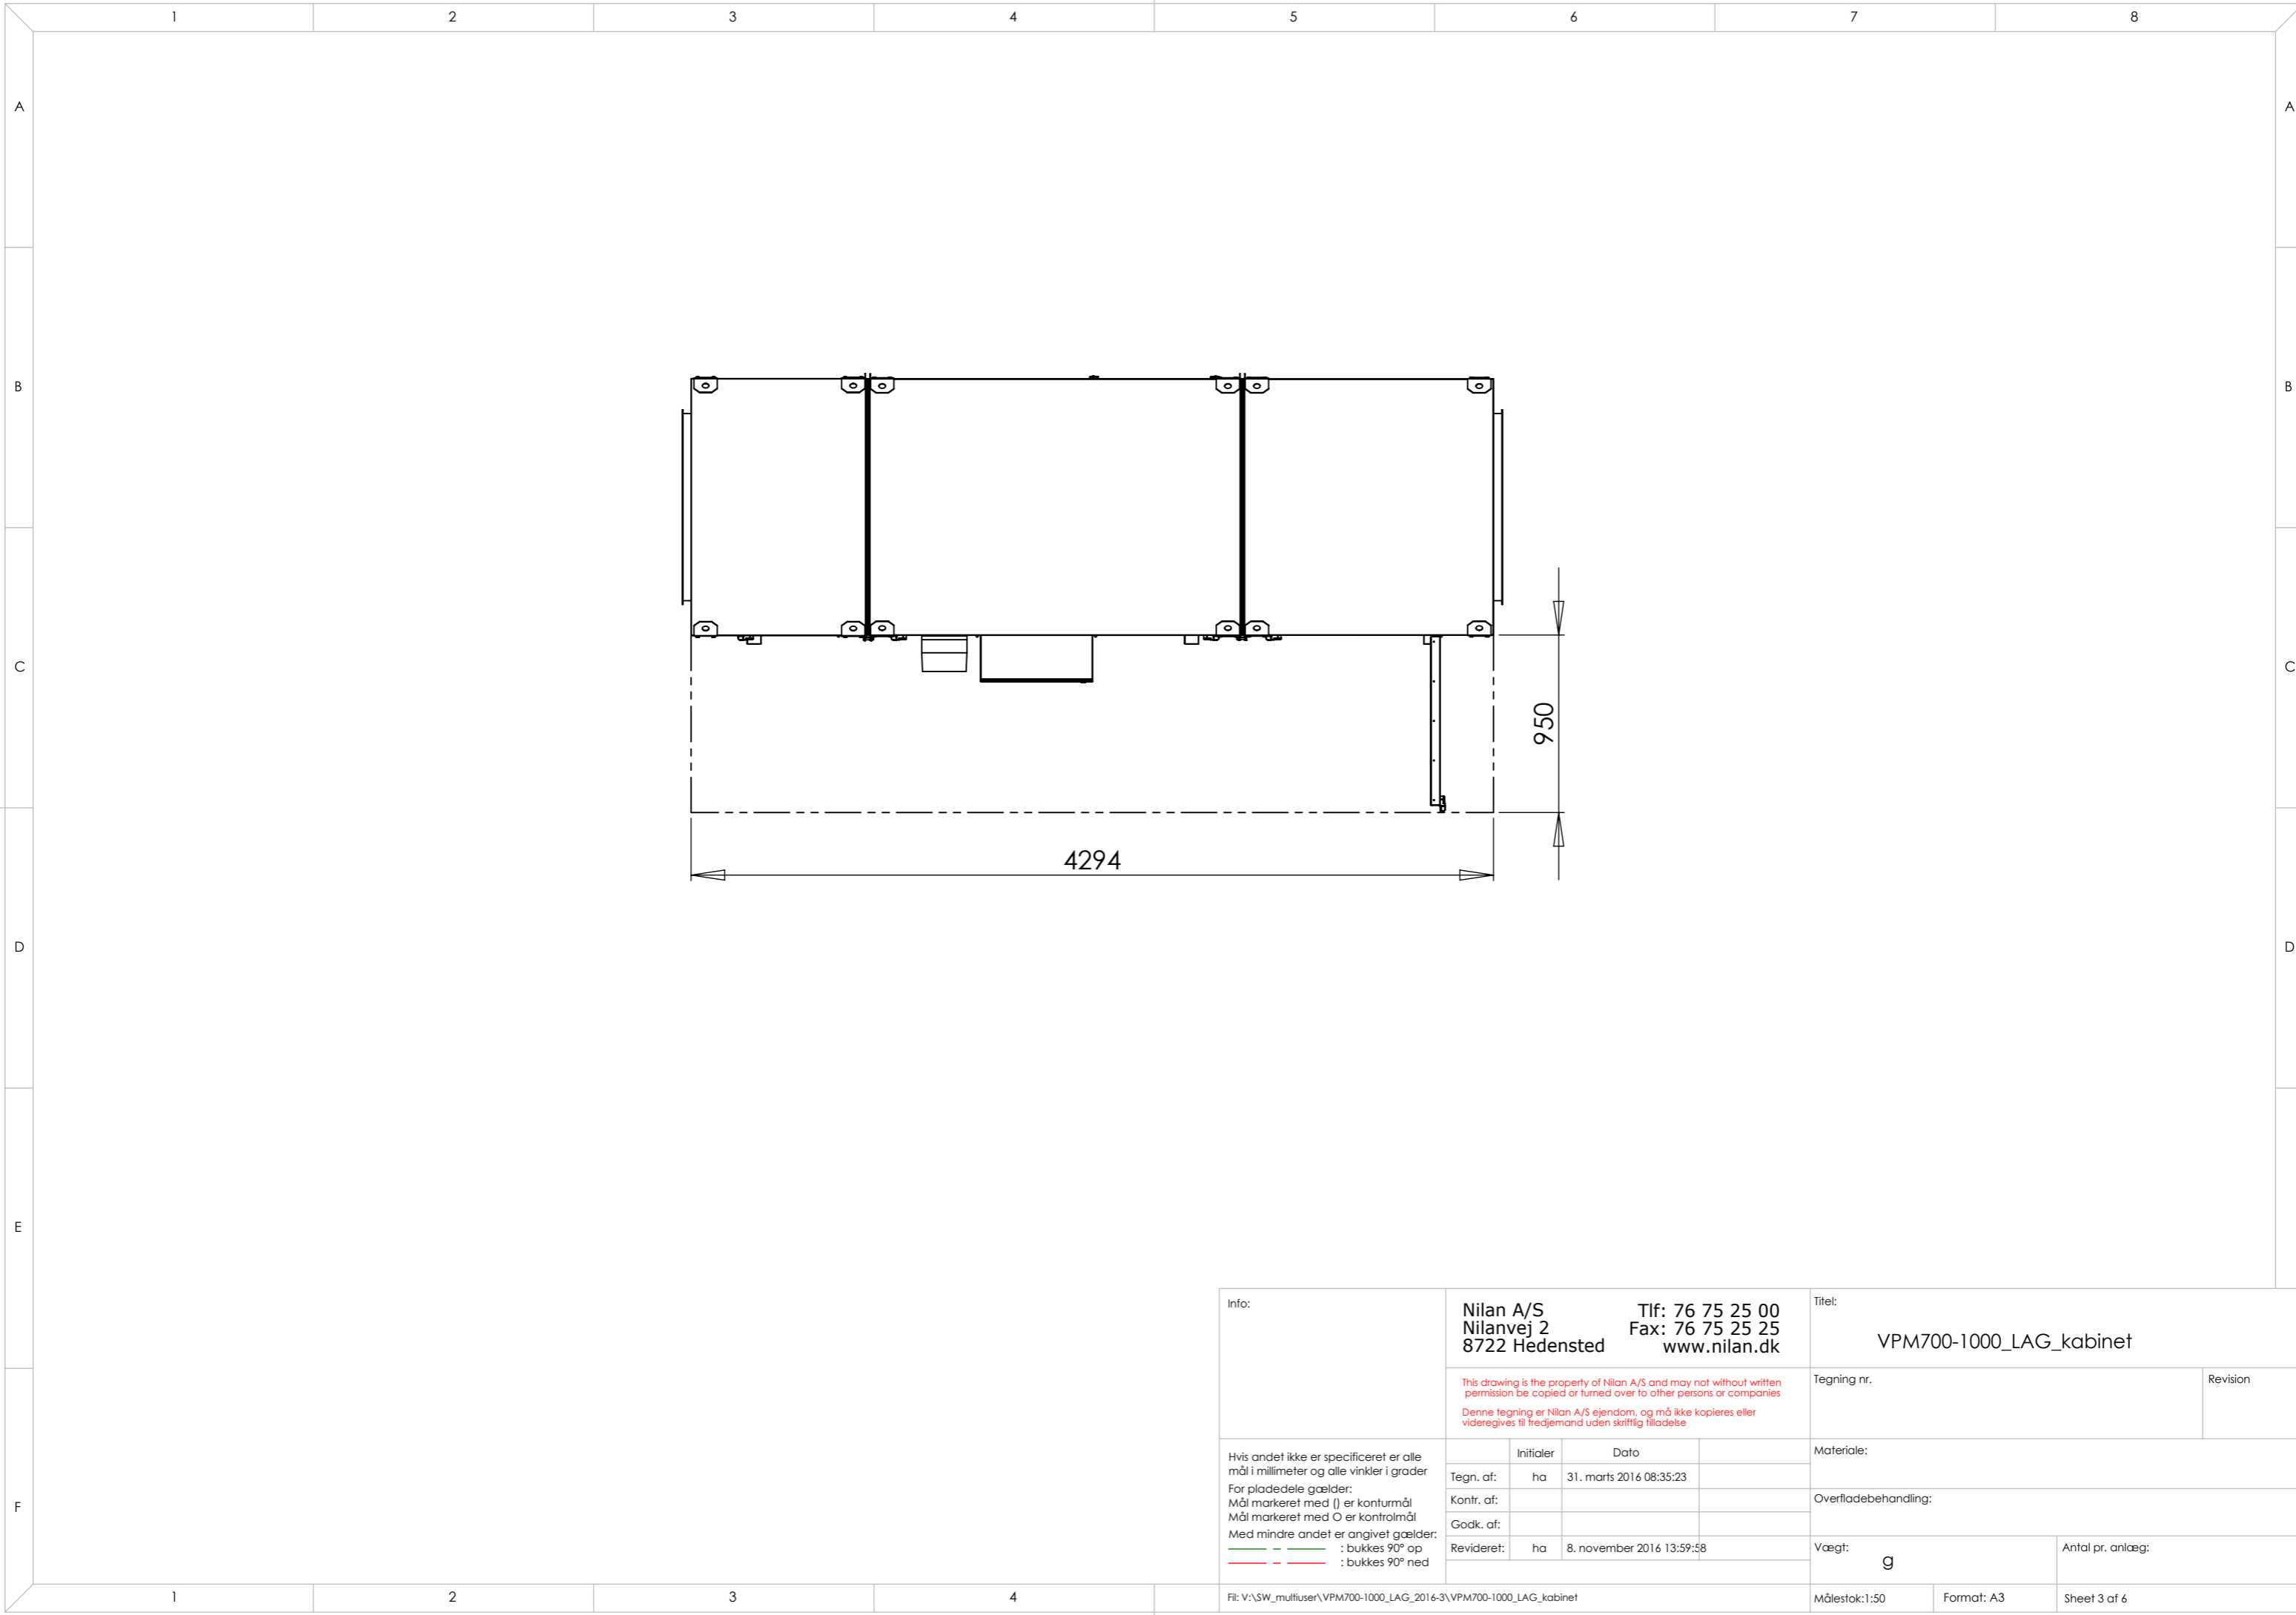 1 2 3 4 5 6 7 8
A A
B B
C C
D D
E
F
950
4294
Info:
Nilan A/S Tlf: 76 75 25 00
Nilanvej 2 Fax: 76 75 25 25
8722 Hedensted www.nilan.dk
This drawing is the property of Nilan A/S and may not without written
permission be copied or turned over to other persons or companies
Denne tegning er Nilan A/S ejendom, og må ikke kopieres eller
videregives til tredjemand uden skriftlig tilladelse
Titel:
VPM700-1000_LAG_kabinet
Tegning nr. Revision
Hvis andet ikke er specificeret er alle
mål i millimeter og alle vinkler i grader
For pladedele gælder:
Mål markeret med () er konturmål
Mål markeret med O er kontrolmål
Med mindre andet er angivet gælder:
: bukkes 90° op
: bukkes 90° ned
Initialer Dato
Tegn. af: ha 31. marts 2016 08:35:23
Kontr. af:
Godk. af:
Revideret: ha 8. november 2016 13:59:58
Materiale:
Overfladebehandling:
Vægt: g
Antal pr. anlæg:
Fil: V:\SW_multiuser\VPM700-1000_LAG_2016-3\VPM700-1000_LAG_kabinet
Målestok:1:50 Format: A3 Sheet 3 af 6
1 2 3 4